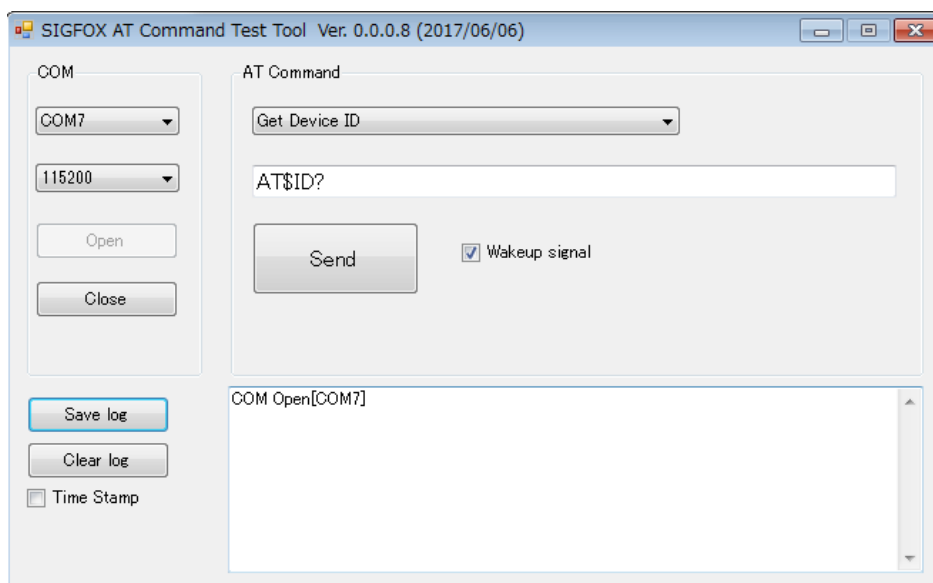 SIGFOX AT Command Test Tool Ver. 0.0.0.8 (2017/06/06)
COM
COM7
115200
Open
Close
AT Command
Get Device ID
AT$ID?
Send
Wakeup signal
Save log
Clear log
Time Stamp
COM Open[COM7]